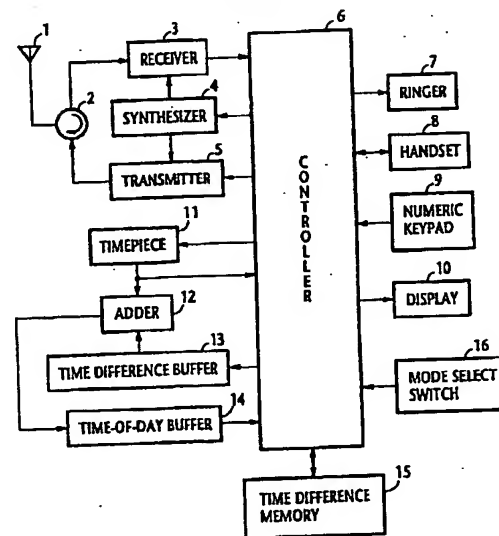 1
2
3
RECEIVER
4
SYNTHESIZER
5
TRANSMITTER
11
TIMEPIECE
ADDER
12
13
TIME DIFFERENCE BUFFER
14
TIME-OF-DAY BUFFER
6
CONTROLLER
7
RINGER
8
HANDSET
9
NUMERIC
KEYPAD
10
DISPLAY
16
MODE SELECT
SWITCH
15
TIME DIFFERENCE
MEMORY